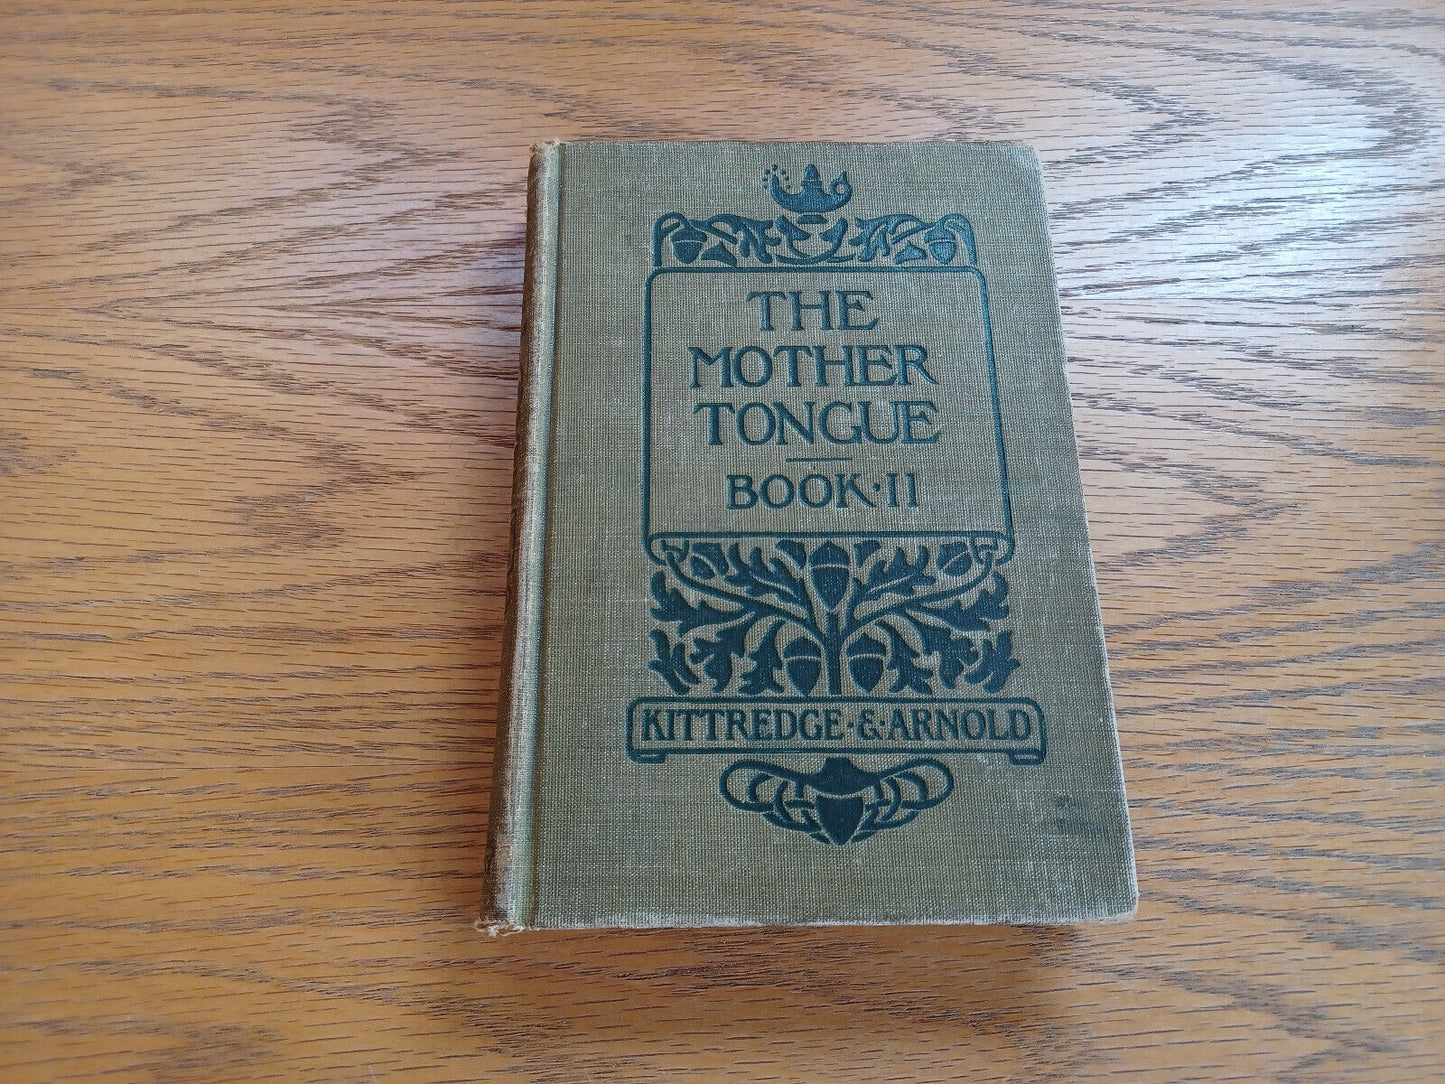 THE
MOTHER
TONGUE
BOOK·II
KITTREDGE·&·ARNOLD